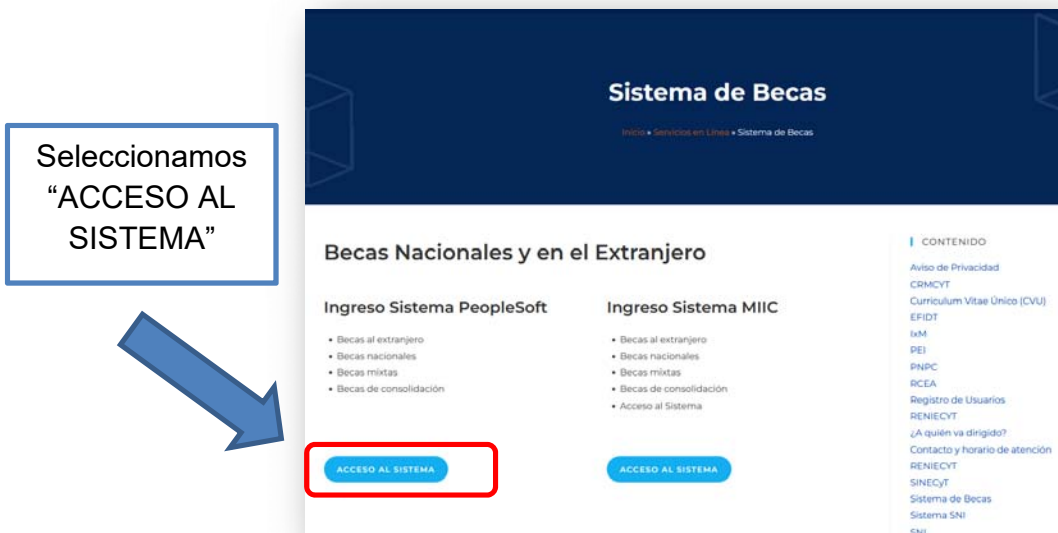 Seleccionamos
“ACCESO AL
SISTEMA”
Sistema de Becas
Inicio • Servicios en Línea • Sistema de Becas
Becas Nacionales y en el Extranjero
Ingreso Sistema PeopleSoft
• Becas al extranjero
• Becas nacionales
• Becas mixtas
• Becas de consolidación
ACCESO AL SISTEMA
Ingreso Sistema MIIC
• Becas al extranjero
• Becas nacionales
• Becas mixtas
• Becas de consolidación
• Acceso al Sistema
ACCESO AL SISTEMA
CONTENIDO
Aviso de Privacidad
CRMCYT
Curriculum Vitae Único (CVU)
EFIDT
IxM
PEI
PNPC
RCEA
Registro de Usuarios
RENIECYT
¿A quién va dirigido?
Contacto y horario de atención
RENIECYT
SINECyT
Sistema de Becas
Sistema SNI
SNI